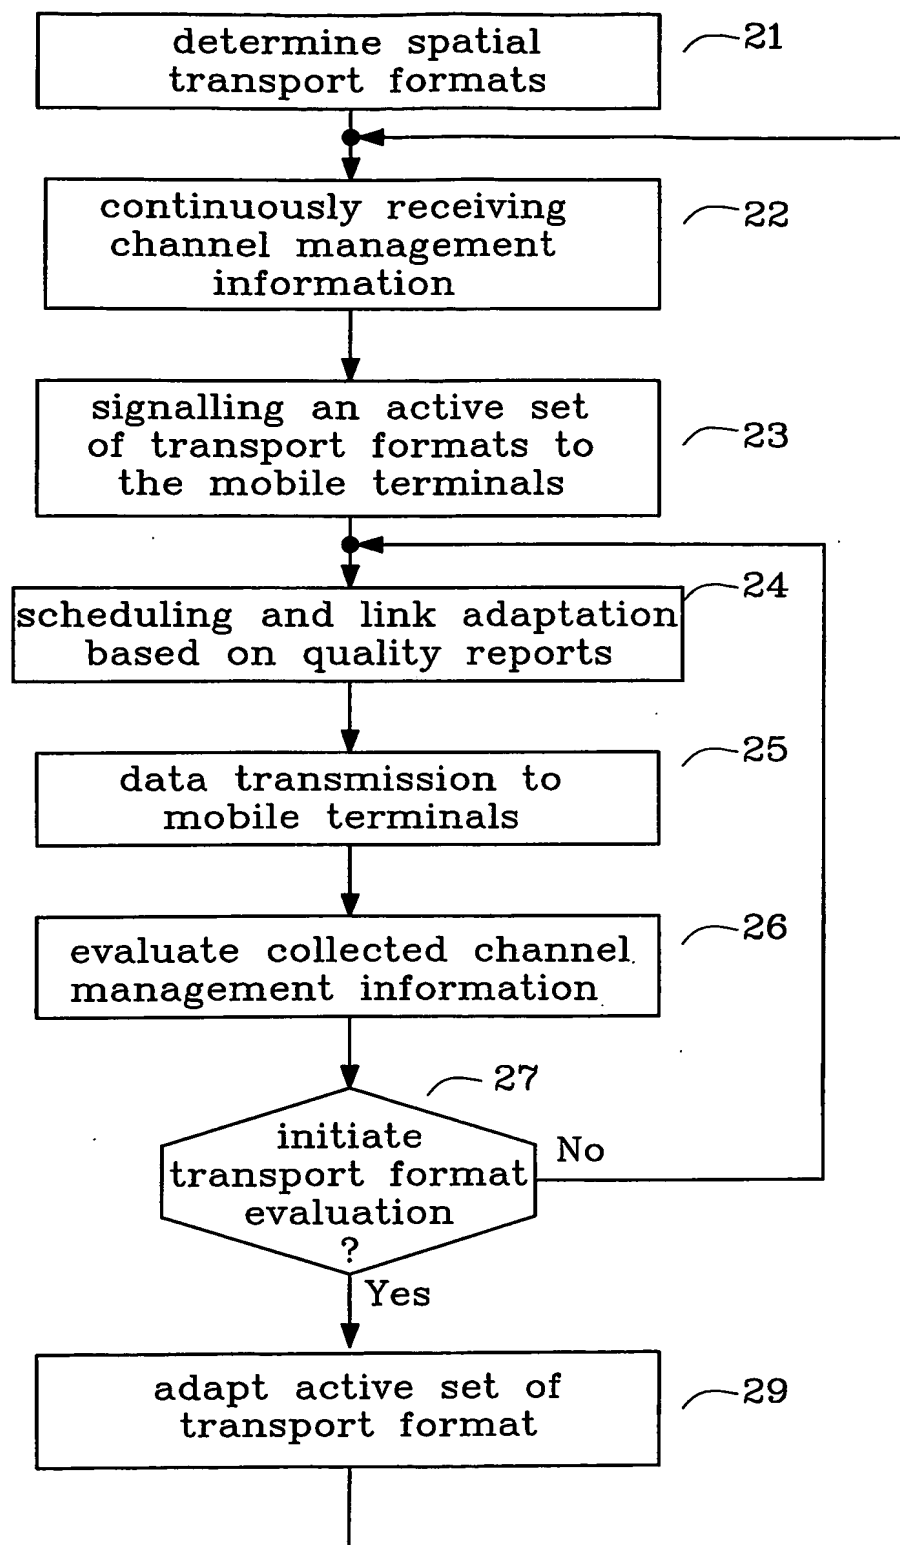 determine spatial
transport formats
21
continuously receiving
channel management
information
22
signalling an active set
of transport formats to
the mobile terminals
23
scheduling and link adaptation
based on quality reports
24
data transmission to
mobile terminals
25
evaluate collected channel
management information
26
27
initiate
transport format
evaluation
?
No
Yes
adapt active set of
transport format
29